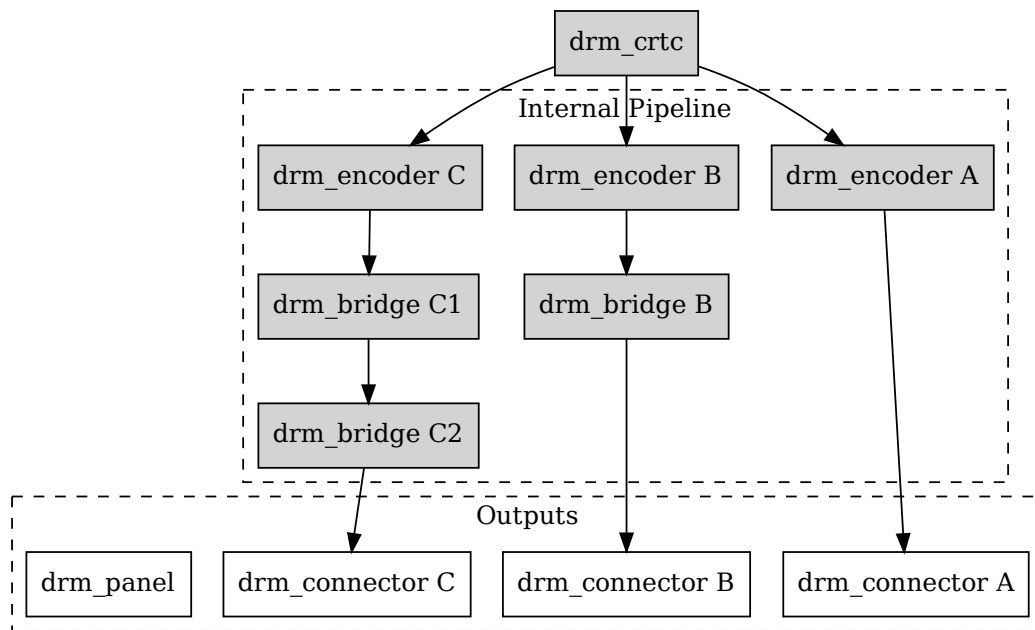 drm_crtc
Internal Pipeline
drm_encoder C
drm_encoder B
drm_encoder A
drm_bridge C1
drm_bridge B
drm_bridge C2
Outputs
drm_panel
drm_connector C
drm_connector B
drm_connector A